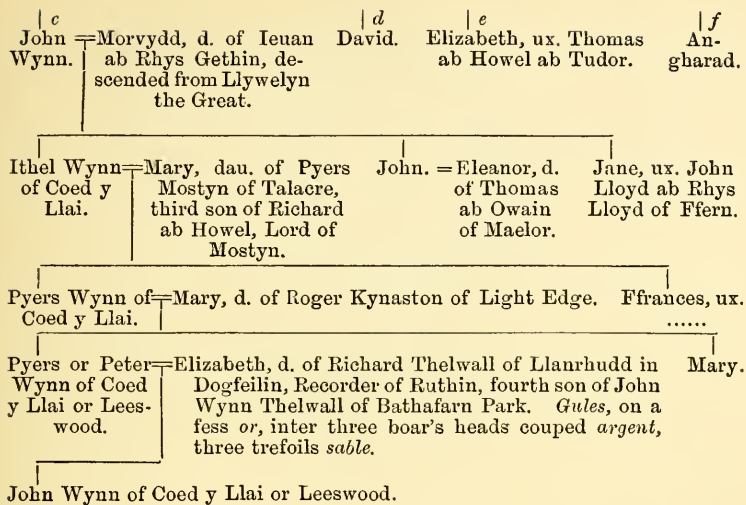 c d e f
John = Morvydd, d. of Ieuan David. Elizabeth, ux. Thomas An-
Wynn. ab Rhys Gethin, de- ab Howel ab Tudor. gharad.
scended from Llywelyn
the Great.
Ithel Wynn = Mary, dau. of Pyers John. = Eleanor, d. Jane, ux. John
of Coed y Mostyn of Talacre, of Thomas Lloyd ab Rhys
Llai. third son of Richard ab Owain Lloyd of Ffern.
ab Howel, Lord of of Maelor.
Mostyn.
Pyers Wynn of = Mary, d. of Roger Kynaston of Light Edge. Ffrances, ux.
Coed y Llai. ......
Pyers or Peter = Elizabeth, d. of Richard Thelwall of Llanrhudd in Mary.
Wynn of Coed Dogfeilin, Recorder of Ruthin, fourth son of John
y Llai or Lees- Wynn Thelwall of Bathafarn Park. Gules, on a
wood. fess or, inter three boar's heads couped argent,
three trefoils sable.
John Wynn of Coed y Llai or Leeswood.